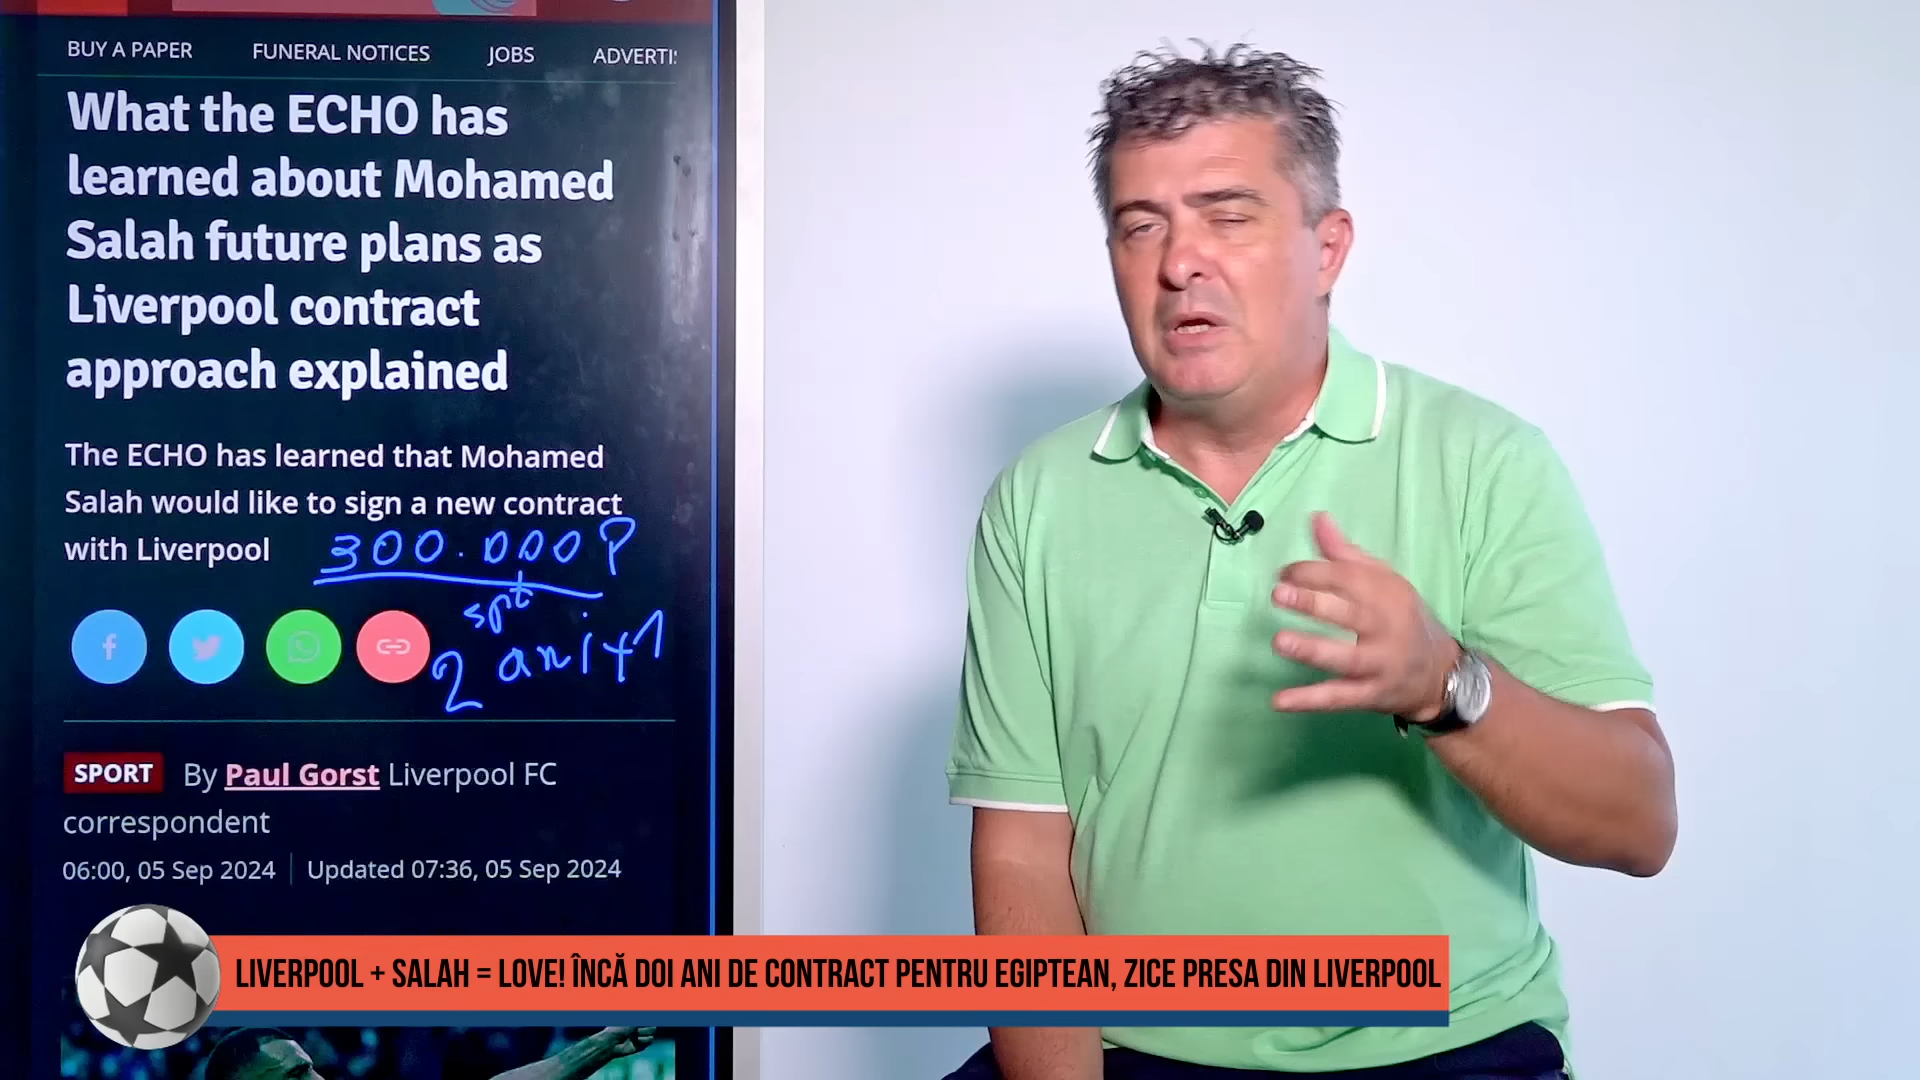 BUY A PAPER FUNERAL NOTICES JOBS ADVERTI
What the ECHO has
learned about Mohamed
Salah future plans as
Liverpool contract
approach explained
The ECHO has learned that Mohamed
Salah would like to sign a new contract
with Liverpool
300.000 P
spt
2 ani + 1
SPORT By Paul Gorst Liverpool FC
correspondent
06:00, 05 Sep 2024 Updated 07:36, 05 Sep 2024
LIVERPOOL + SALAH = LOVE! ÎNCĂ DOI ANI DE CONTRACT PENTRU EGIPTEAN, ZICE PRESA DIN LIVERPOOL